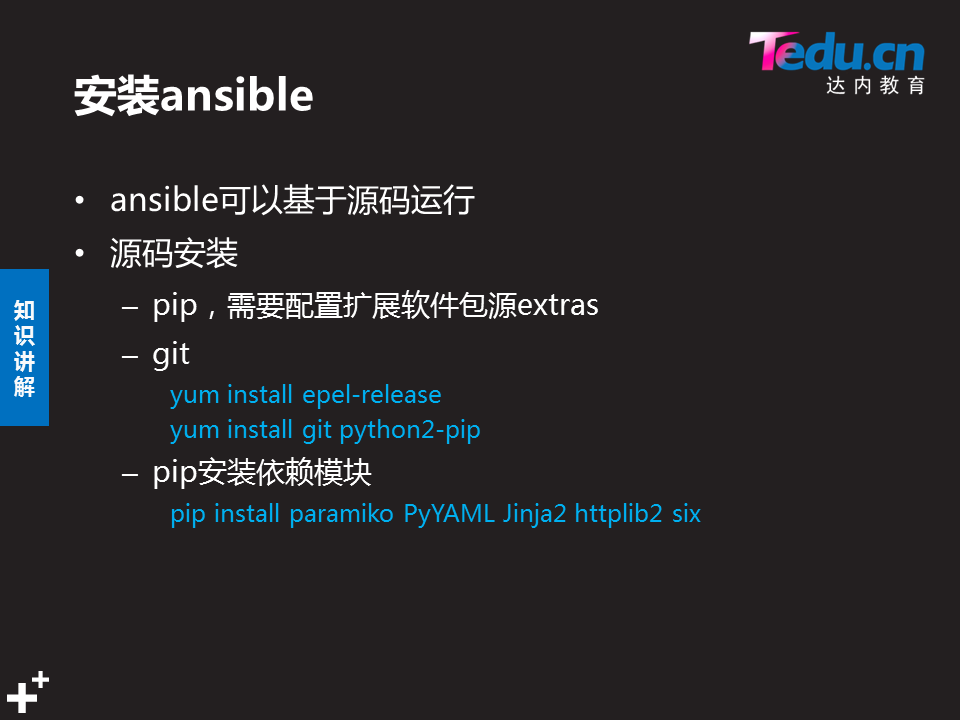 Tedu.cn
达内教育
安装ansible
• ansible可以基于源码运行
• 源码安装
– pip，需要配置扩展软件包源extras
– git
yum install epel-release
yum install git python2-pip
– pip安装依赖模块
pip install paramiko PyYAML Jinja2 httplib2 six
知
识
讲
解